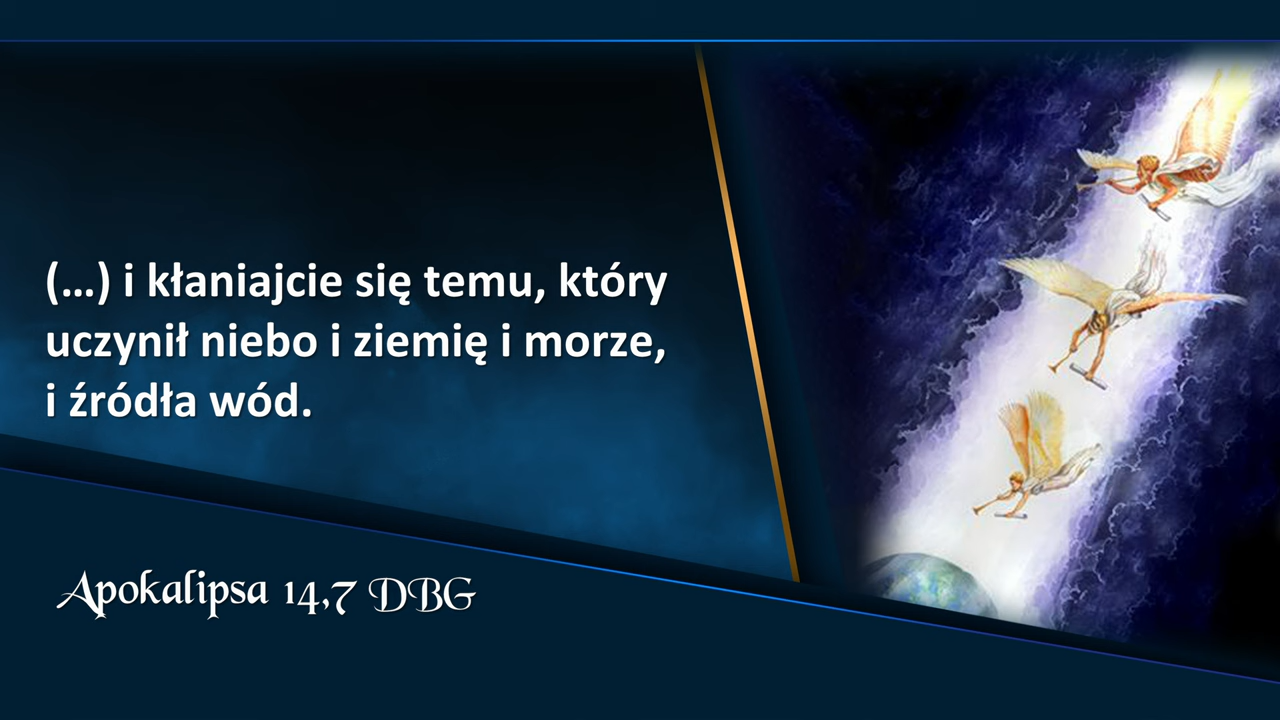 (...) i kłaniajcie się temu, który
uczynił niebo i ziemię i morze,
i źródła wód.
Apokalipsa 14,7 DBG